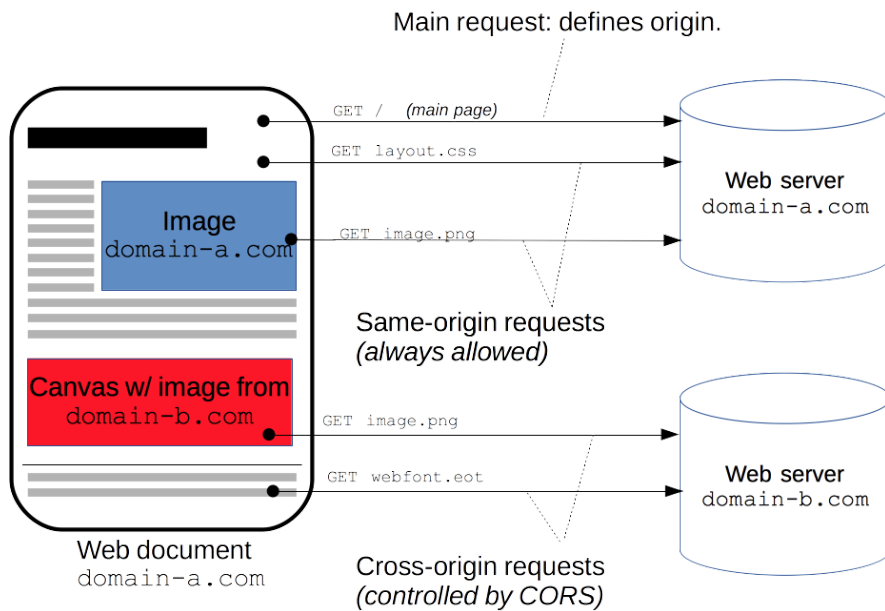 Main request: defines origin.
GET / (main page)
GET layout.css
Web server
domain-a.com
Image
domain-a.com
GET image.png
Same-origin requests
(always allowed)
Canvas w/ image from
domain-b.com
GET image.png
GET webfont.eot
Web server
domain-b.com
Web document
domain-a.com
Cross-origin requests
(controlled by CORS)